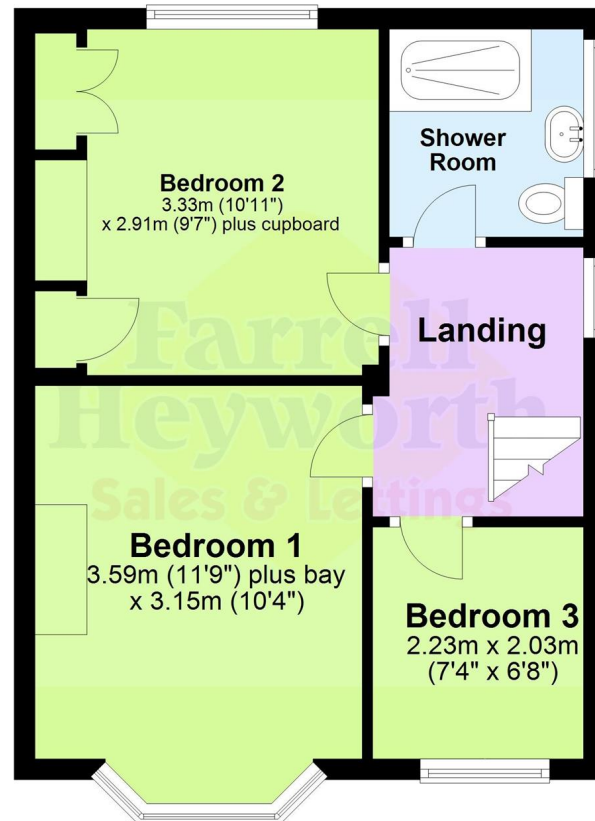 Bedroom 2
3.33m (10'11")
x 2.91m (9'7") plus cupboard
Shower
Room
Landing
Farrell
Heyworth
Sales & Lettings
Bedroom 1
3.59m (11'9") plus bay
x 3.15m (10'4")
Bedroom 3
2.23m x 2.03m
(7'4" x 6'8")